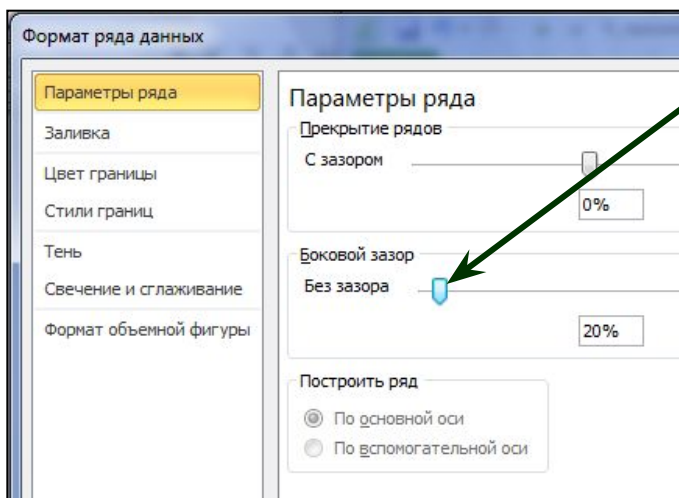 Формат ряда данных
Параметры ряда
Заливка
Цвет границы
Стили границ
Тень
Свечение и сглаживание
Формат объемной фигуры
Параметры ряда
Прекрытие рядов
С зазором
0%
Боковой зазор
Без зазора
20%
Построить ряд
По основной оси
По вспомогательной оси